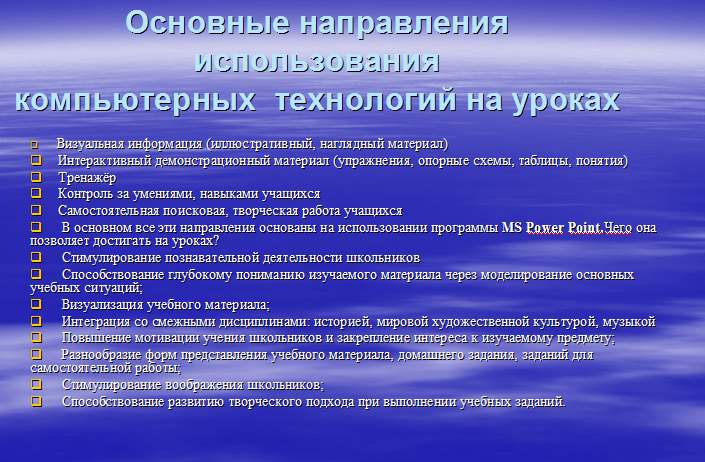 Основные направления
использования
компьютерных технологий на уроках
Визуальная информация (иллюстративный, наглядный материал)
Интерактивный демонстрационный материал (упражнения, опорные схемы, таблицы, понятия)
Тренажёр
Контроль за умениями, навыками учащихся
Самостоятельная поисковая, творческая работа учащихся
В основном все эти направления основаны на использовании программы MS Power Point.Чего она
позволяет достигать на уроках?
Стимулирование познавательной деятельности школьников
Способствование глубокому пониманию изучаемого материала через моделирование основных
учебных ситуаций;
Визуализация учебного материала;
Интеграция со смежными дисциплинами: историей, мировой художественной культурой, музыкой
Повышение мотивации учения школьников и закрепление интереса к изучаемому предмету;
Разнообразие форм представления учебного материала, домашнего задания, заданий для
самостоятельной работы;
Стимулирование воображения школьников;
Способствование развитию творческого подхода при выполнении учебных заданий.